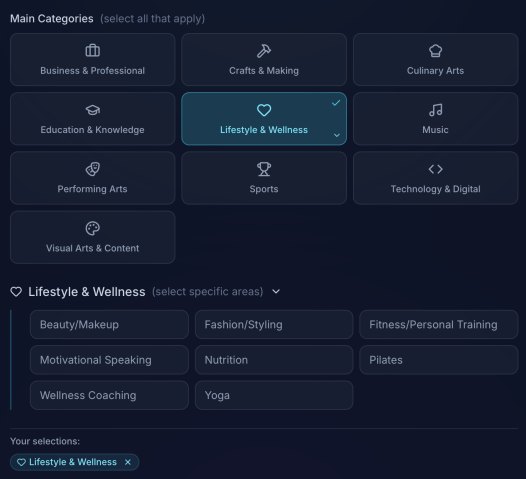 Main Categories (select all that apply)
Business & Professional
Crafts & Making
Culinary Arts
Education & Knowledge
Lifestyle & Wellness
Music
Performing Arts
Sports
Technology & Digital
Visual Arts & Content
Lifestyle & Wellness (select specific areas)
Beauty/Makeup
Fashion/Styling
Fitness/Personal Training
Motivational Speaking
Nutrition
Pilates
Wellness Coaching
Yoga
Your selections:
Lifestyle & Wellness